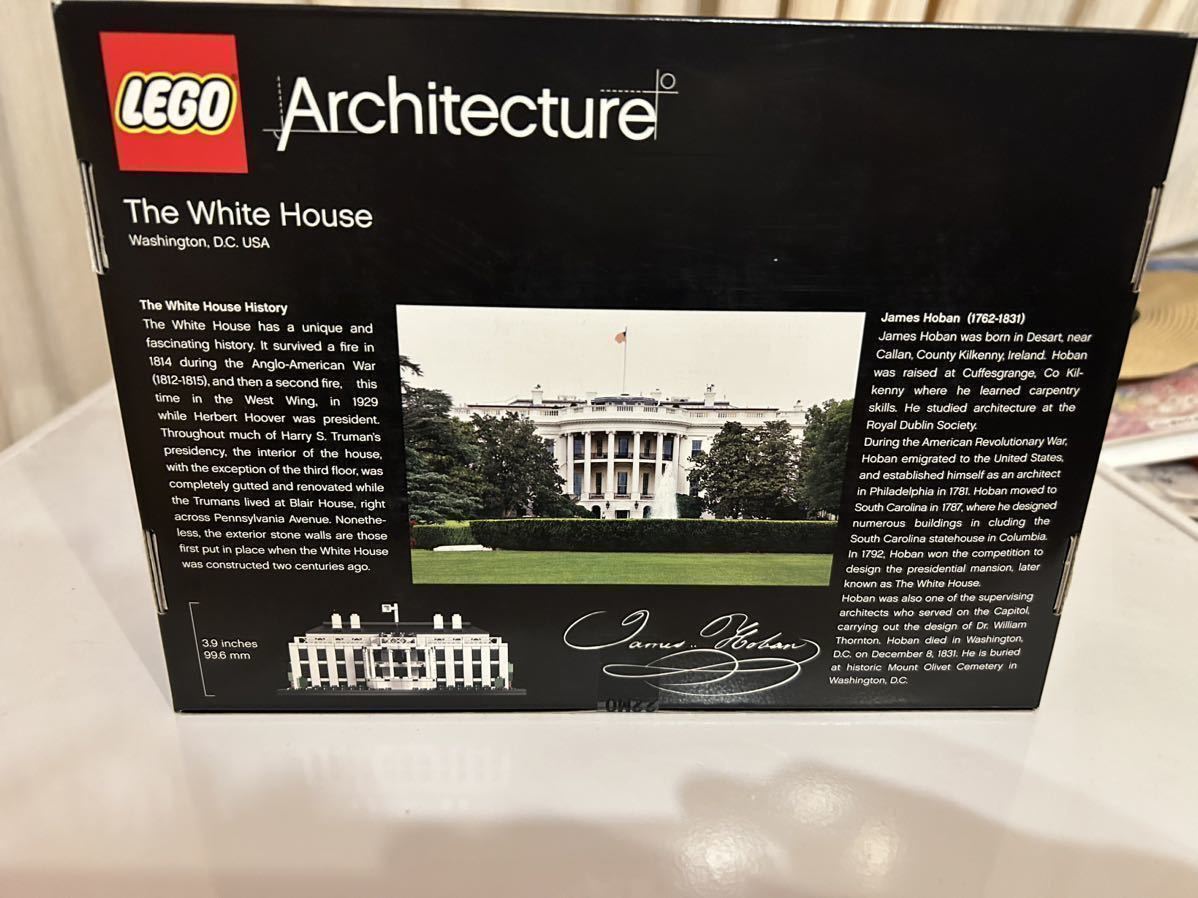 LEGO
Architecture
The White House
Washington, D.C. USA
The White House History
The White House has a unique and
fascinating history. It survived a fire in
1814 during the Anglo-American War
(1812-1815), and then a second fire, this
time in the West Wing, in 1929
while Herbert Hoover was president.
Throughout much of Harry S. Truman's
presidency, the interior of the house,
with the exception of the third floor, was
completely gutted and renovated while
the Trumans lived at Blair House, right
across Pennsylvania Avenue. Nonethe-
less, the exterior stone walls are those
first put in place when the White House
was constructed two centuries ago.
3.9 inches
99.6 mm
James Hoban
James Hoban (1762-1831)
James Hoban was born in Desart, near
Callan, County Kilkenny, Ireland. Hoban
was raised at Cuffesgrange, Co Kil-
kenny where he learned carpentry
skills. He studied architecture at the
Royal Dublin Society.
During the American Revolutionary War,
Hoban emigrated to the United States,
and established himself as an architect
in Philadelphia in 1781. Hoban moved to
South Carolina in 1787, where he designed
numerous buildings in cluding the
South Carolina statehouse in Columbia.
In 1792, Hoban won the competition to
design the presidential mansion, later
known as The White House.
Hoban was also one of the supervising
architects who served on the Capitol,
carrying out the design of Dr. William
Thornton. Hoban died in Washington,
D.C. on December 8, 1831. He is buried
at historic Mount Olivet Cemetery in
Washington, D.C.